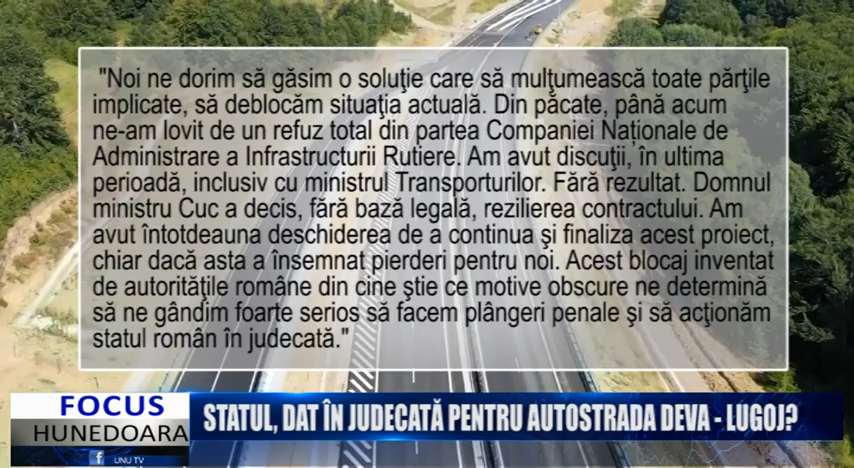 "Noi ne dorim să găsim o soluţie care să mulţumească toate părţile
implicate, să deblocăm situaţia actuală. Din păcate, până acum
ne-am lovit de un refuz total din partea Companiei Naţionale de
Administrare a Infrastructurii Rutiere. Am avut discuţii, în ultima
perioadă, inclusiv cu ministrul Transporturilor. Fără rezultat. Domnul
ministru Cuc a decis, fără bază legală, rezilierea contractului. Am
avut întotdeauna deschiderea de a continua şi finaliza acest proiect,
chiar dacă asta a însemnat pierderi pentru noi. Acest blocaj inventat
de autorităţile române din cine ştie ce motive obscure ne determină
să ne gândim foarte serios să facem plângeri penale şi să acţionăm
statul român în judecată."
FOCUS
HUNEDOARA
STATUL, DAT ÎN JUDECATĂ PENTRU AUTOSTRADA DEVA - LUGOJ?
f UNU TV